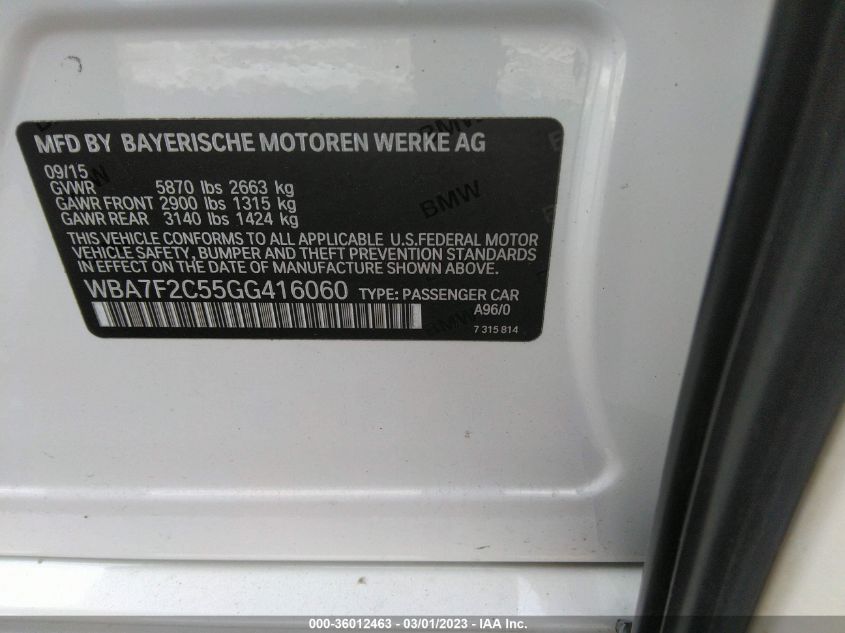 MFD BY BAYERISCHE MOTOREN WERKE AG
09/15
GVWR 5870 lbs 2663 kg
GAWR FRONT 2900 lbs 1315 kg
GAWR REAR 3140 lbs 1424 kg
THIS VEHICLE CONFORMS TO ALL APPLICABLE U.S.FEDERAL MOTOR
VEHICLE SAFETY, BUMPER AND THEFT PREVENTION STANDARDS
IN EFFECT ON THE DATE OF MANUFACTURE SHOWN ABOVE.
WBA7F2C55GG416060 TYPE: PASSENGER CAR
A96/0
7 315 814
BMW
BMW
BMW
000-36012463 - 03/01/2023 - IAA Inc.